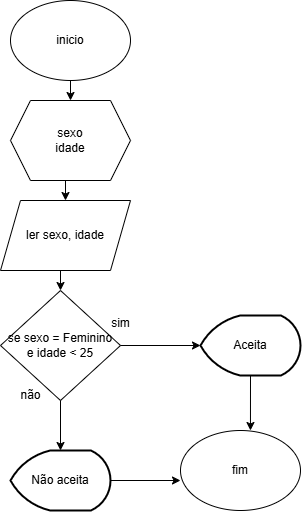 inicio
sexo
idade
ler sexo, idade
se sexo = Feminino
e idade < 25
sim
Aceita
não
Não aceita
fim